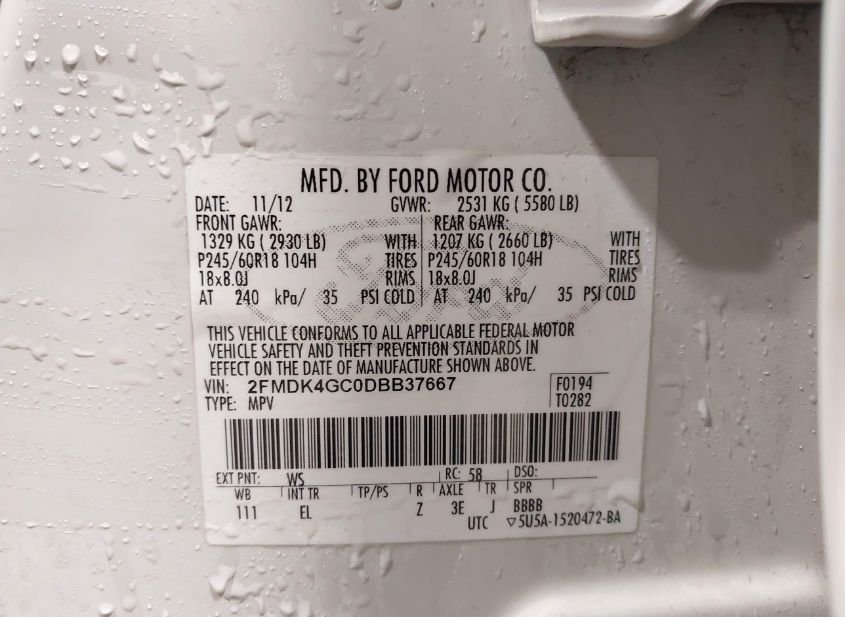 MFD. BY FORD MOTOR CO.
DATE: 11/12 GVWR: 2531 KG ( 5580 LB)
FRONT GAWR: REAR GAWR:
1329 KG ( 2930 LB) WITH 1207 KG ( 2660 LB) WITH
P245/60R18 104H TIRES P245/60R18 104H TIRES
18x8.0J RIMS 18x8.0J RIMS
AT 240 kPa/ 35 PSI COLD AT 240 kPa/ 35 PSI COLD
THIS VEHICLE CONFORMS TO ALL APPLICABLE FEDERAL MOTOR
VEHICLE SAFETY AND THEFT PREVENTION STANDARDS IN
EFFECT ON THE DATE OF MANUFACTURE SHOWN ABOVE.
VIN: 2FMDK4GC0DBB37667 F0194
TYPE: MPV T0282
EXT PNT: WS RC: 58 DSO:
WB INT TR TP/PS R AXLE TR SPR
111 EL Z 3E J BBBB
UTC ▽5U5A-1520472-BA